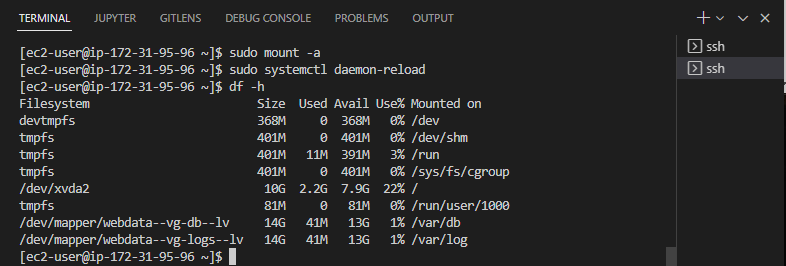 TERMINAL JUPYTER GITLENS DEBUG CONSOLE PROBLEMS OUTPUT
[ec2-user@ip-172-31-95-96 ~]$ sudo mount -a
[ec2-user@ip-172-31-95-96 ~]$ sudo systemctl daemon-reload
[ec2-user@ip-172-31-95-96 ~]$ df -h
Filesystem Size Used Avail Use% Mounted on
devtmpfs 368M 0 368M 0% /dev
tmpfs 401M 0 401M 0% /dev/shm
tmpfs 401M 11M 391M 3% /run
tmpfs 401M 0 401M 0% /sys/fs/cgroup
/dev/xvda2 10G 2.2G 7.9G 22% /
tmpfs 81M 0 81M 0% /run/user/1000
/dev/mapper/webdata--vg-db--lv 14G 41M 13G 1% /var/db
/dev/mapper/webdata--vg-logs--lv 14G 41M 13G 1% /var/log
[ec2-user@ip-172-31-95-96 ~]$
ssh
ssh